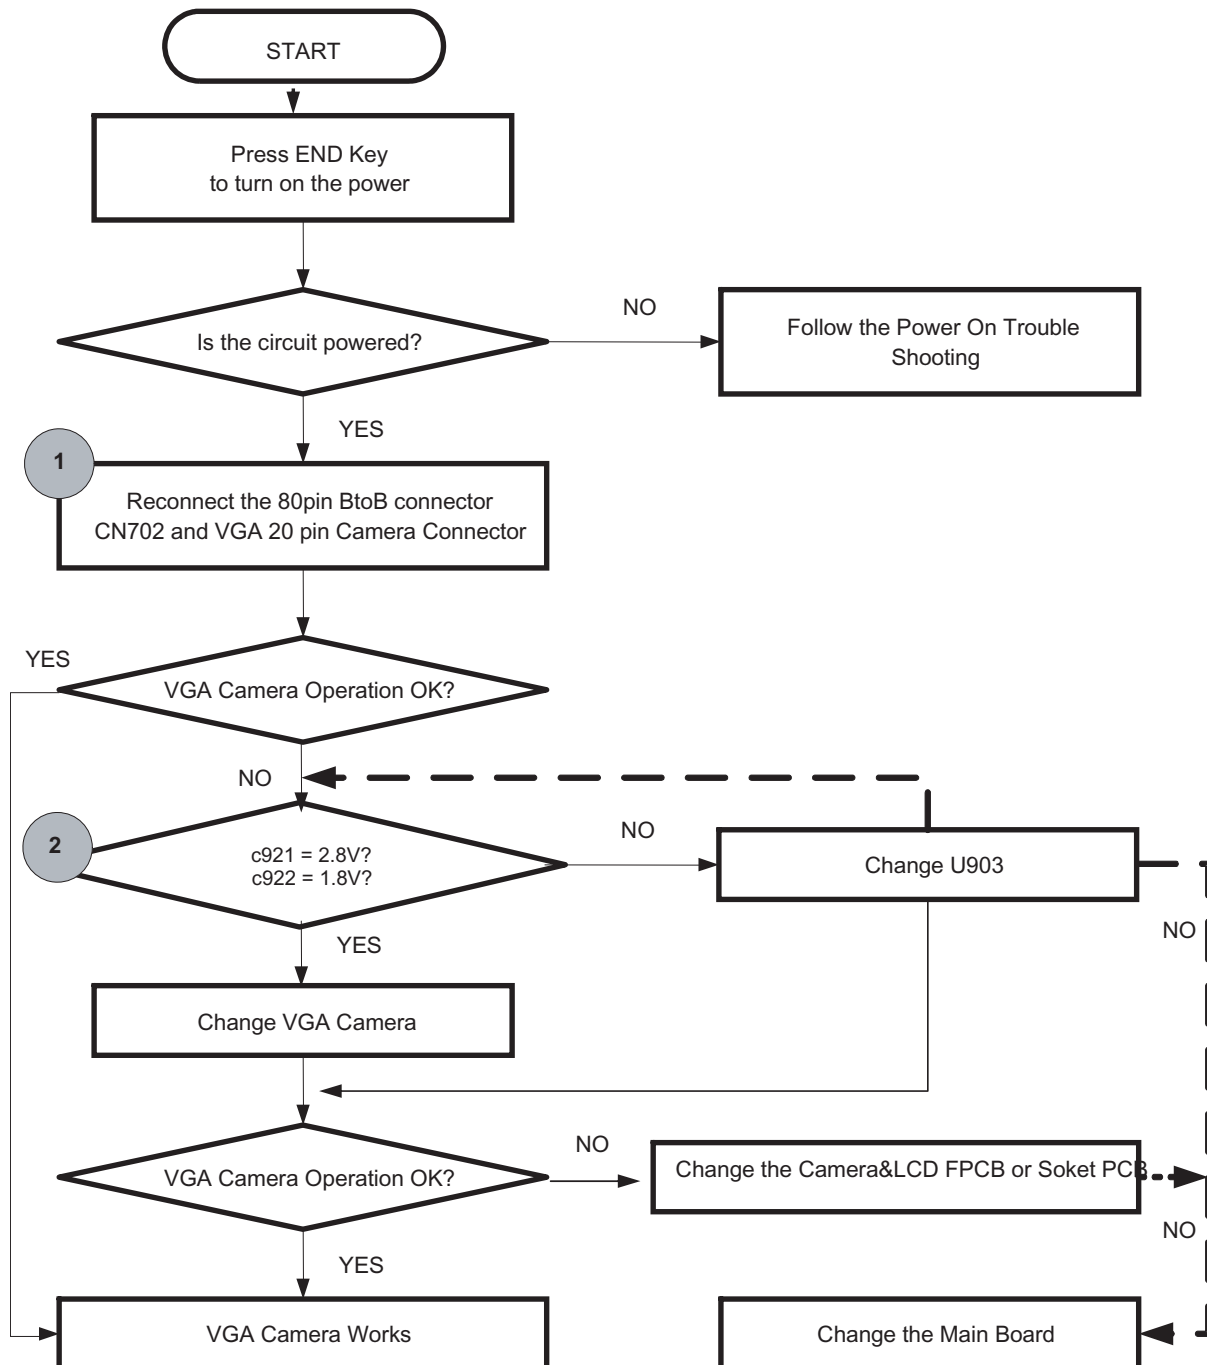 START
Press END Key
to turn on the power
Is the circuit powered?
NO
Follow the Power On Trouble
Shooting
YES
1
Reconnect the 80pin BtoB connector
CN702 and VGA 20 pin Camera Connector
YES
VGA Camera Operation OK?
NO
2
c921 = 2.8V?
c922 = 1.8V?
NO
Change U903
NO
YES
Change VGA Camera
VGA Camera Operation OK?
NO
Change the Camera&LCD FPCB or Soket PCB
NO
YES
VGA Camera Works
Change the Main Board